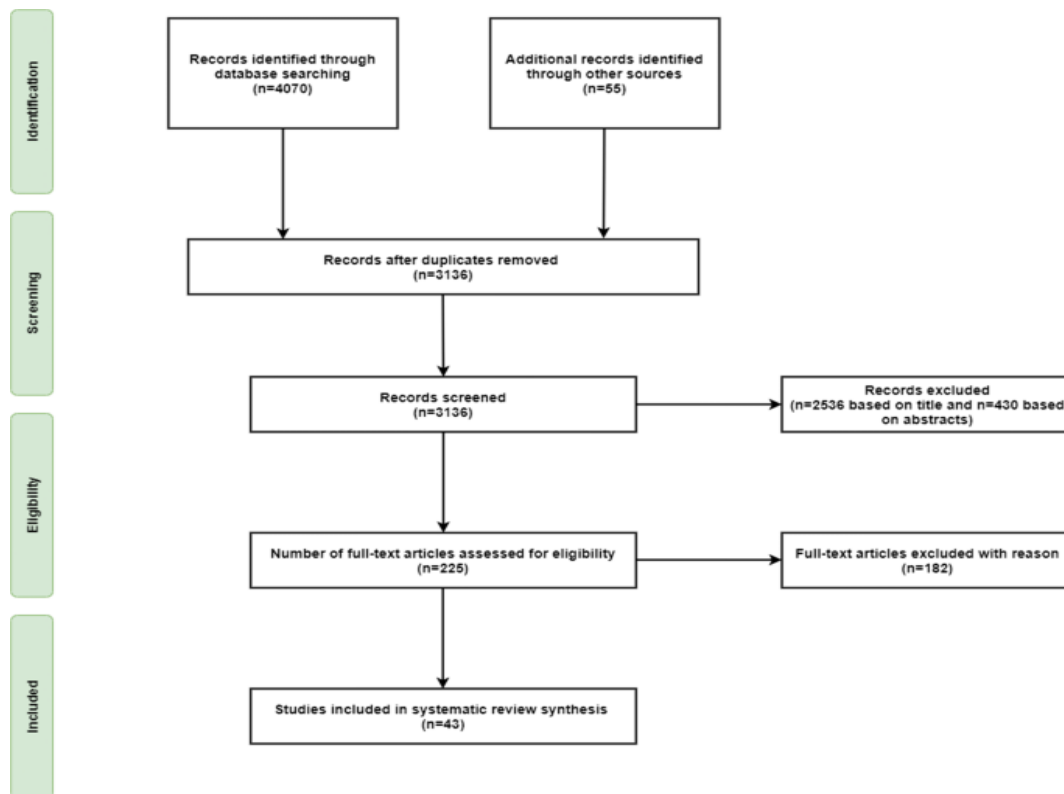 Identification
Records identified through
database searching
(n=4070)
Additional records identified
through other sources
(n=55)
Screening
Records after duplicates removed
(n=3136)
Records screened
(n=3136)
Records excluded
(n=2536 based on title and n=430 based
on abstracts)
Eligibility
Number of full-text articles assessed for eligibility
(n=225)
Full-text articles excluded with reason
(n=182)
Included
Studies included in systematic review synthesis
(n=43)